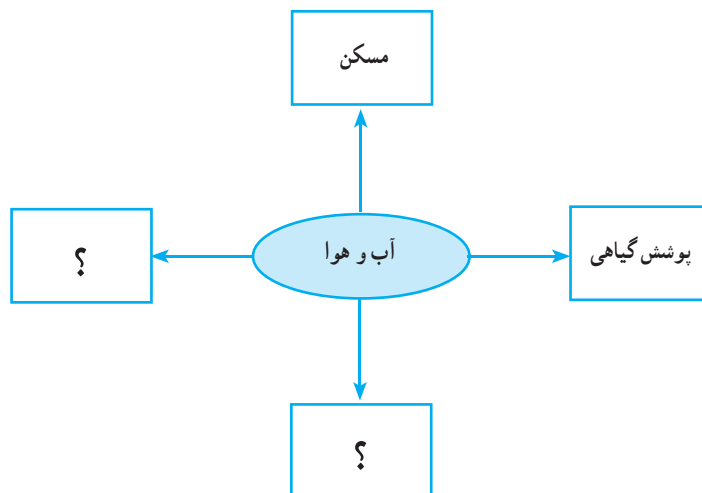 مسکن
پوشش گیاهی
آب و هوا
؟
؟